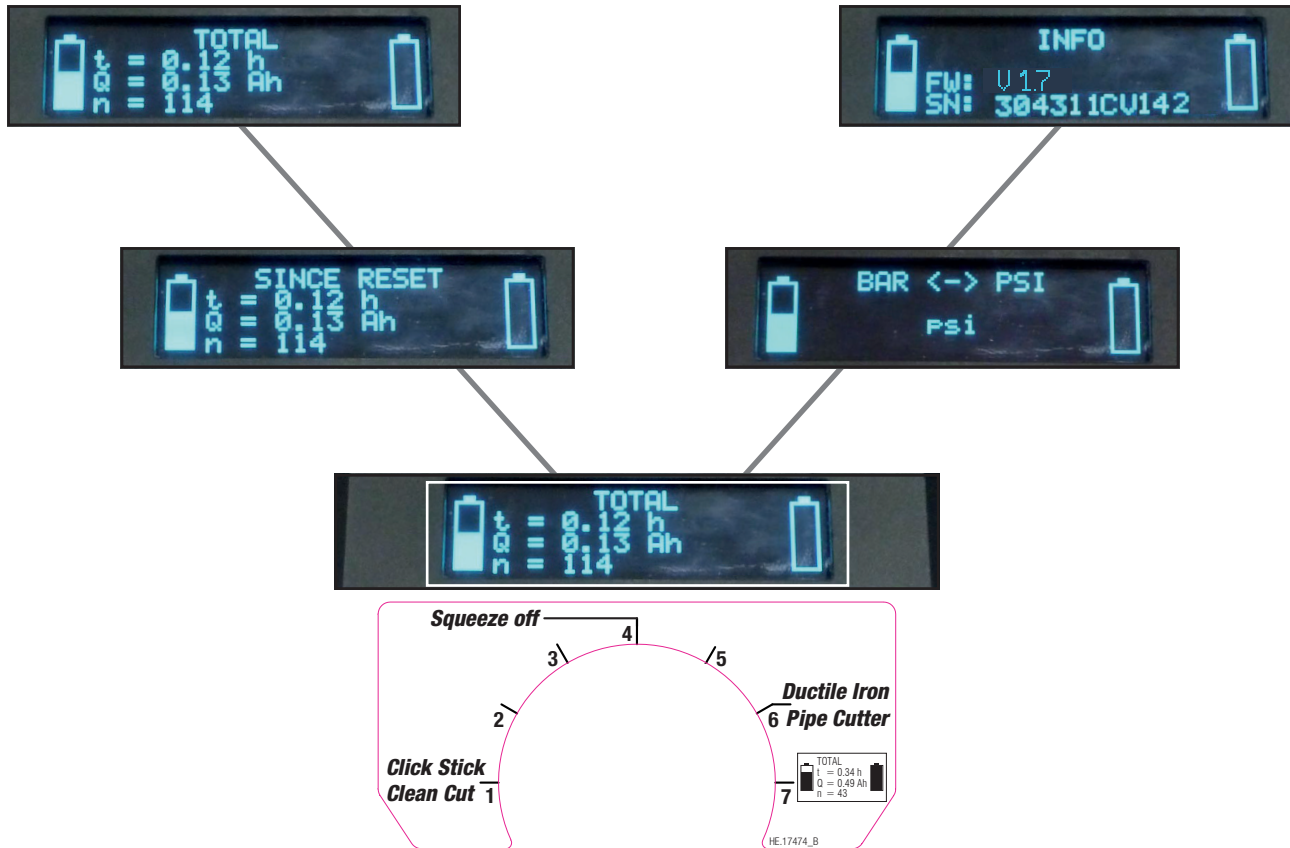 TOTAL
t = 0.12 h
Q = 0.13 Ah
n = 114
INFO
FW: V 1.7
SN: 304311CV142
SINCE RESET
t = 0.12 h
Q = 0.13 Ah
n = 114
BAR <-> PSI
psi
TOTAL
t = 0.12 h
Q = 0.13 Ah
n = 114
Squeeze off
4
3
5
2
Ductile Iron
6 Pipe Cutter
Click Stick
Clean Cut 1
7
TOTAL
t = 0.34 h
Q = 0.49 Ah
n = 43
HE.17474_B